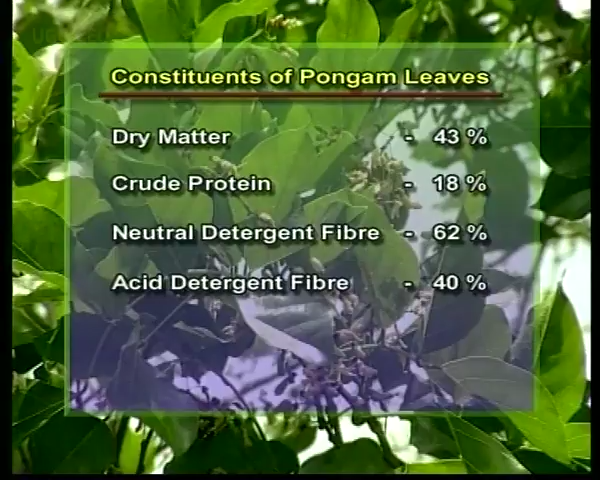 Constituents of Pongam Leaves
Dry Matter - 43 %
Crude Protein - 18 %
Neutral Detergent Fibre - 62 %
Acid Detergent Fibre - 40 %